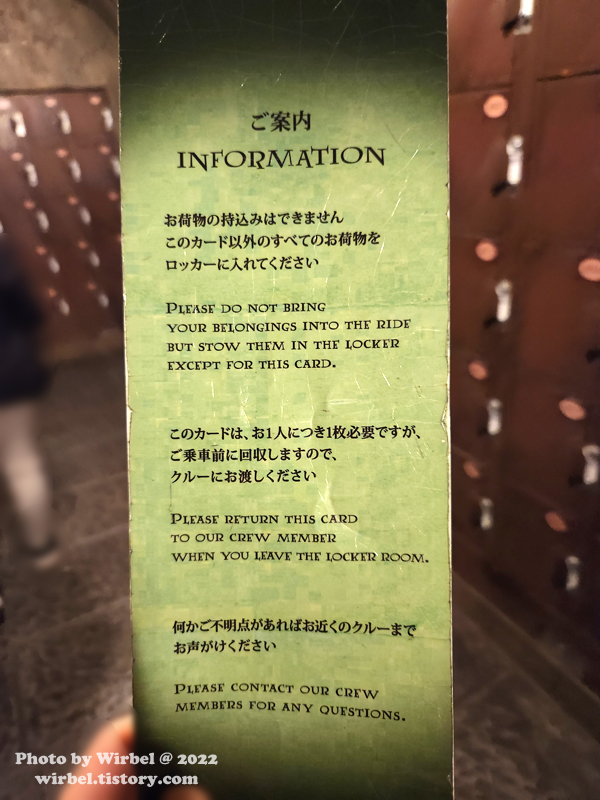 ご案内
INFORMATION
お荷物の持込みはできません
このカード以外のすべてのお荷物を
ロッカーに入れてください
PLEASE DO NOT BRING
YOUR BELONGINGS INTO THE RIDE
BUT STOW THEM IN THE LOCKER
EXCEPT FOR THIS CARD.
このカードは、お1人につき1枚必要ですが、
ご乗車前に回収しますので、
クルーにお渡しください
PLEASE RETURN THIS CARD
TO OUR CREW MEMBER
WHEN YOU LEAVE THE LOCKER ROOM.
何かご不明点があればお近くのクルーまで
お声がけください
PLEASE CONTACT OUR CREW
MEMBERS FOR ANY QUESTIONS.
Photo by Wirbel @ 2022
wirbel.tistory.com